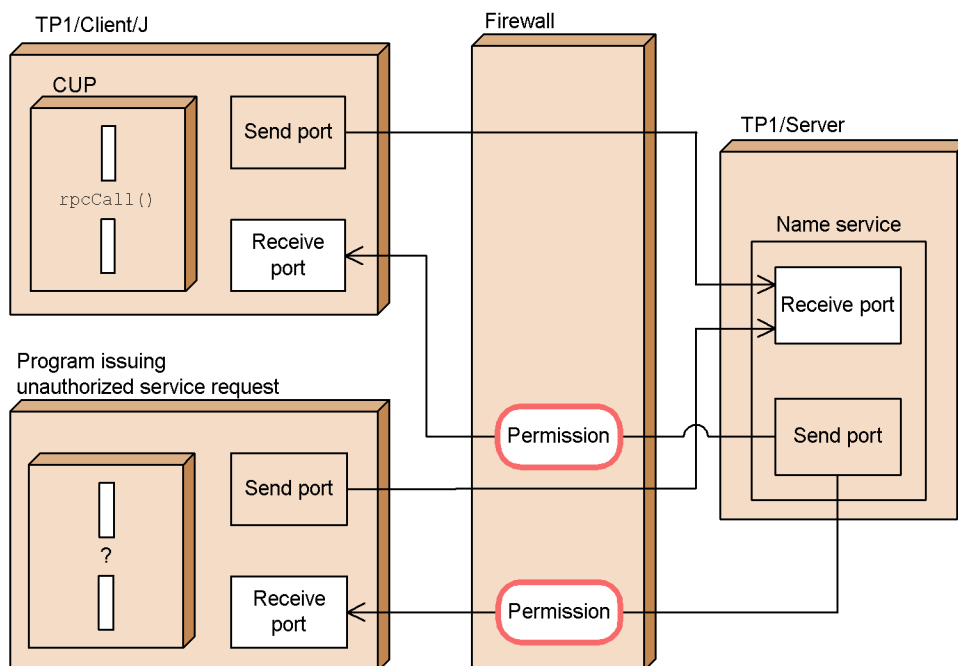 TP1/Client/J
CUP
rpcCall()
Send port
Receive
port
Firewall
TP1/Server
Name service
Receive port
Send port
Permission
Program issuing
unauthorized service request
?
Send port
Receive
port
Permission